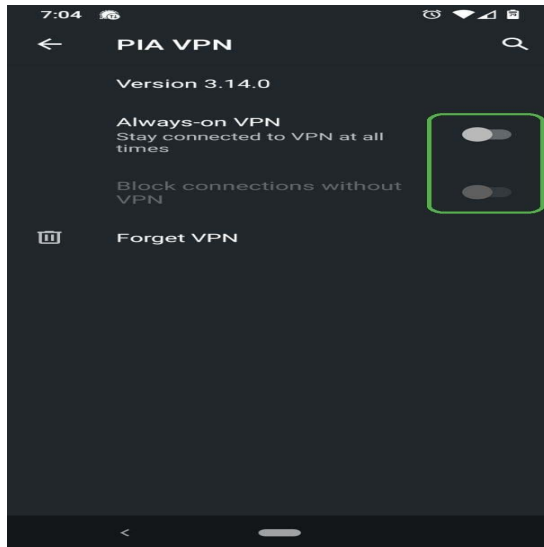 7:04
PIA VPN
Version 3.14.0
Always-on VPN
Stay connected to VPN at all
times
Block connections without
VPN
Forget VPN